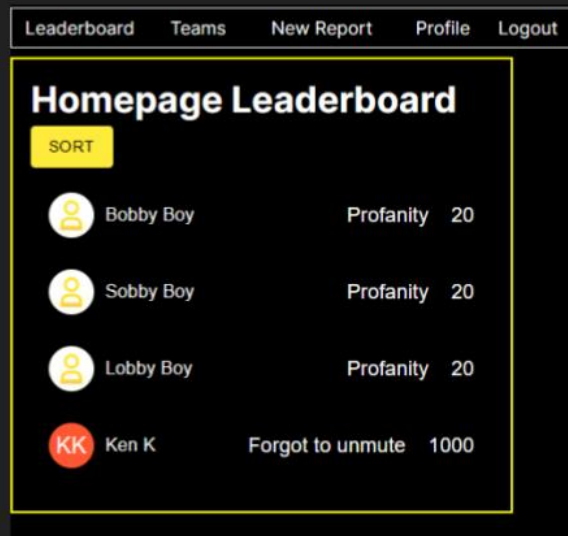 Leaderboard Teams New Report Profile Logout
Homepage Leaderboard
SORT
Bobby Boy Profanity 20
Sobby Boy Profanity 20
Lobby Boy Profanity 20
KK Ken K Forgot to unmute 1000